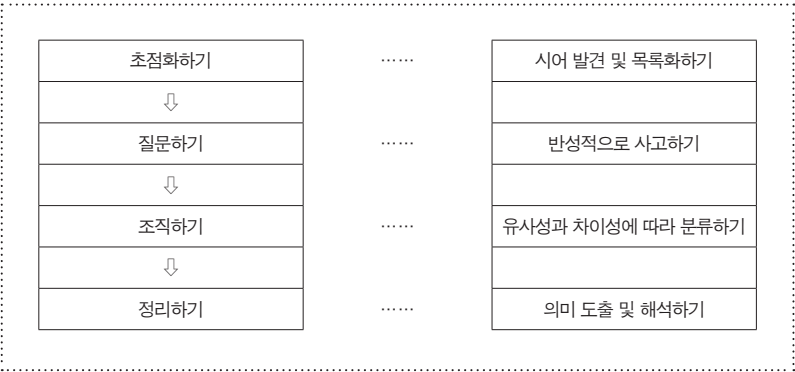 초점화하기 …… 시어 발견 및 목록화하기
⇩
질문하기 …… 반성적으로 사고하기
⇩
조직하기 …… 유사성과 차이성에 따라 분류하기
⇩
정리하기 …… 의미 도출 및 해석하기